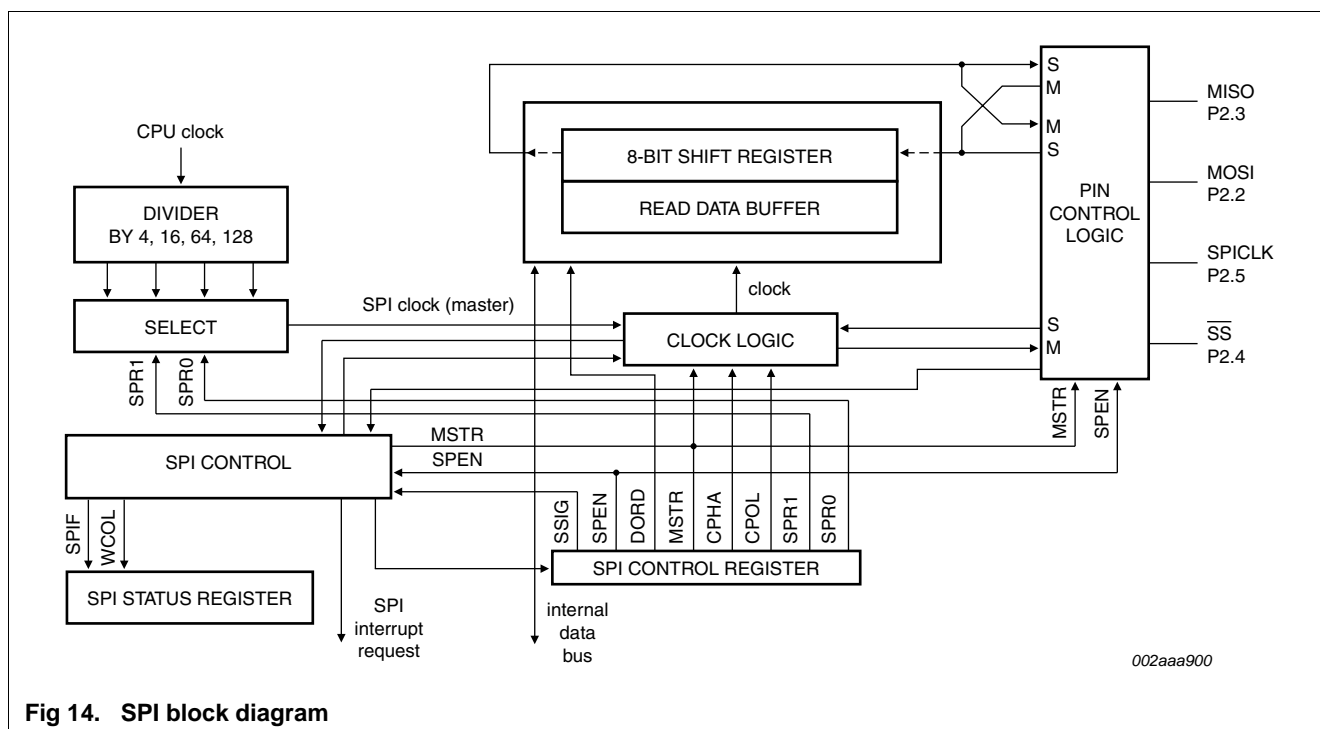 CPU clock
DIVIDER
BY 4, 16, 64, 128
SELECT
SPR1
SPR0
SPI clock (master)
8-BIT SHIFT REGISTER
READ DATA BUFFER
clock
CLOCK LOGIC
S
M
M
S
PIN
CONTROL
LOGIC
S
M
MSTR
SPEN
MISO
P2.3
MOSI
P2.2
SPICLK
P2.5
SS
P2.4
SPI CONTROL
MSTR
SPEN
SPIF
WCOL
SPI STATUS REGISTER
SPI
interrupt
request
SSIG
SPEN
DORD
MSTR
CPHA
CPOL
SPR1
SPR0
SPI CONTROL REGISTER
internal
data
bus
002aaa900
Fig 14. SPI block diagram